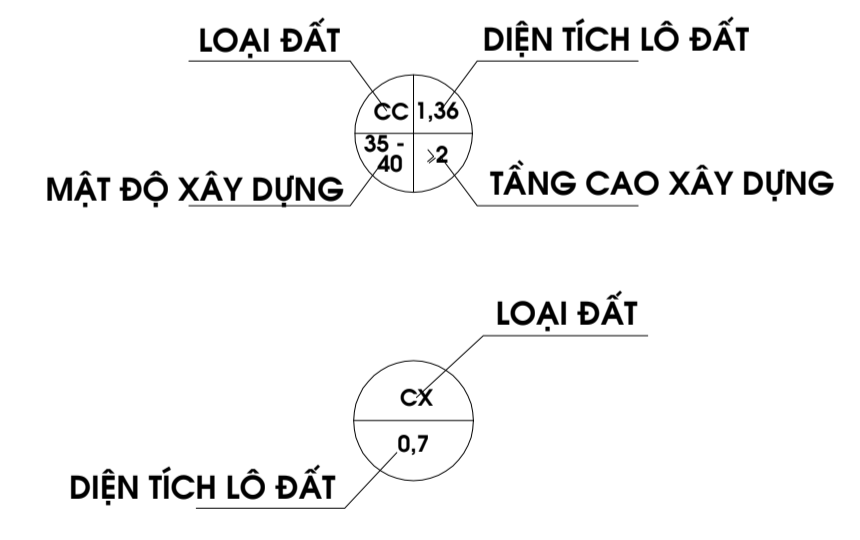 LOẠI ĐẤT
DIỆN TÍCH LÔ ĐẤT
CC
1,36
35 -
40
⩾2
MẬT ĐỘ XÂY DỰNG
TẦNG CAO XÂY DỰNG
LOẠI ĐẤT
CX
0,7
DIỆN TÍCH LÔ ĐẤT